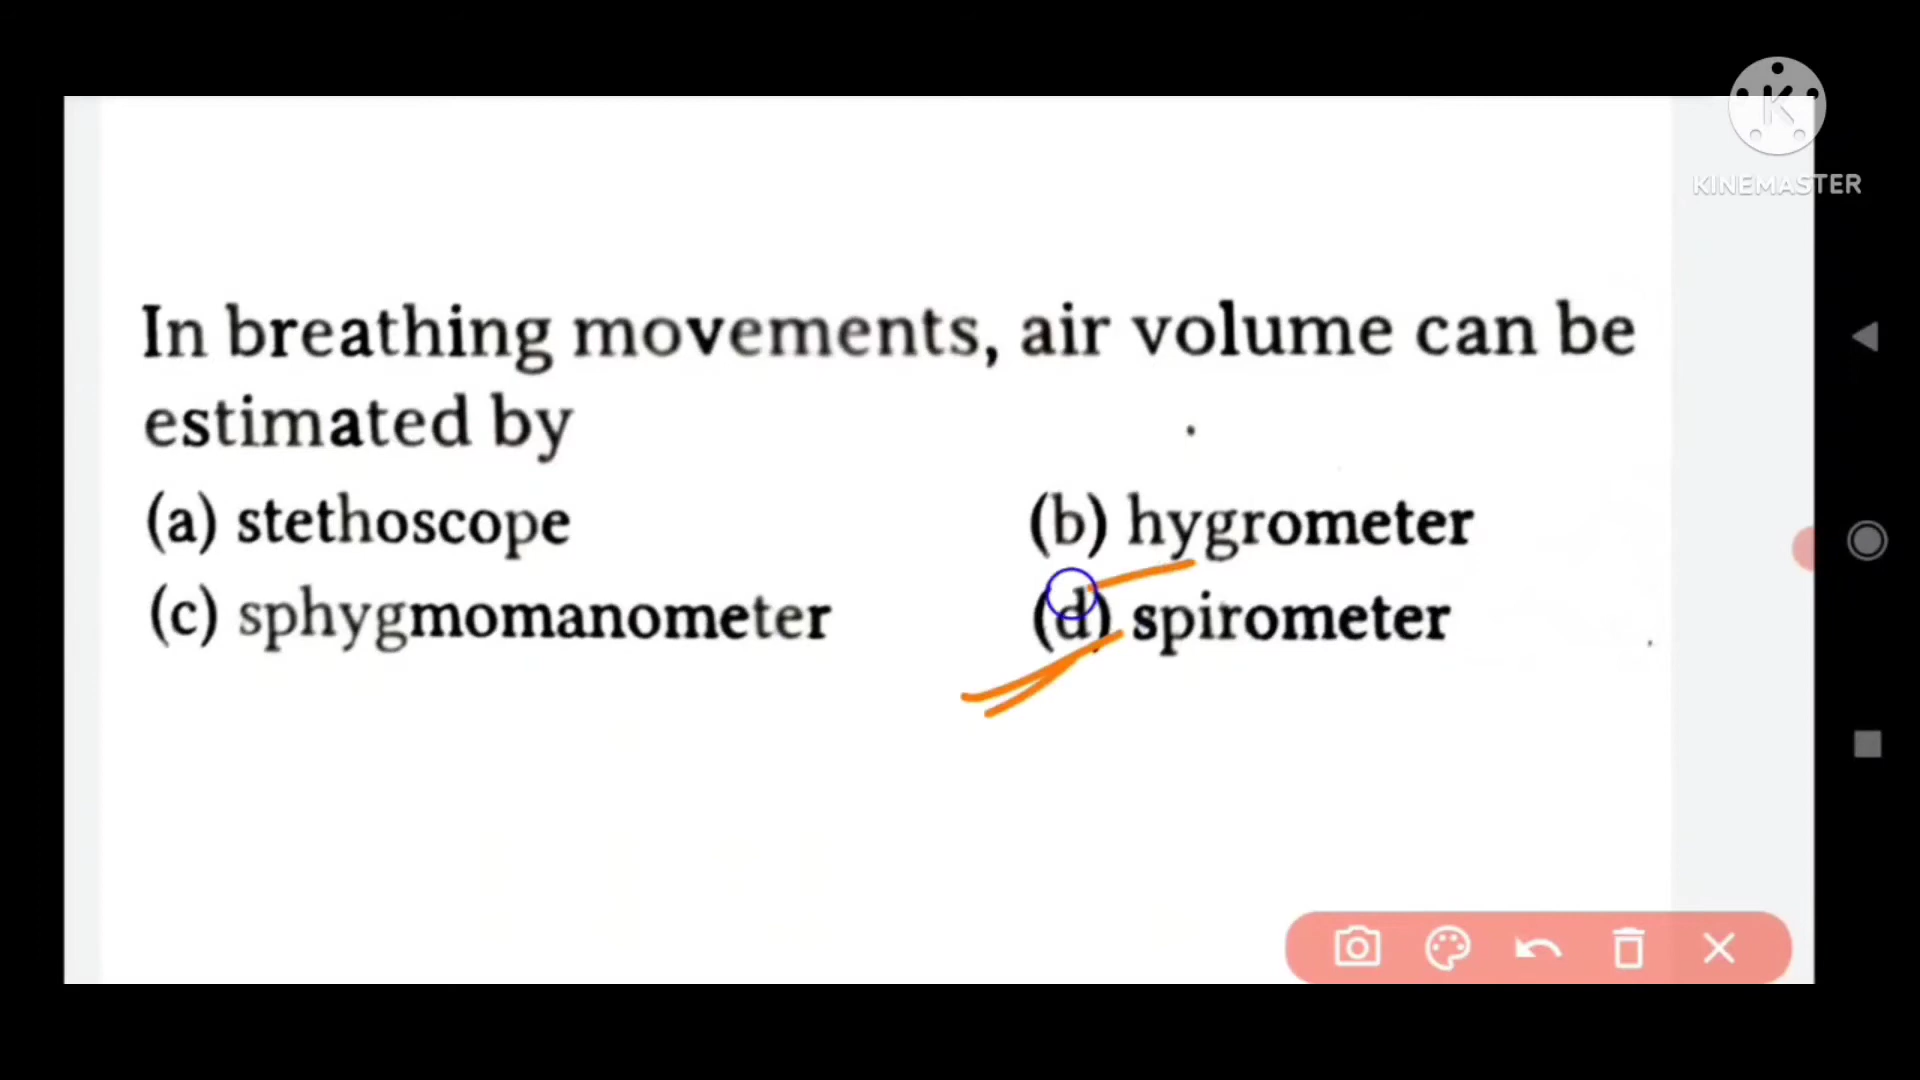 K
KINEMASTER
In breathing movements, air volume can be
estimated by
(a) stethoscope (b) hygrometer
(c) sphygmomanometer (d) spirometer